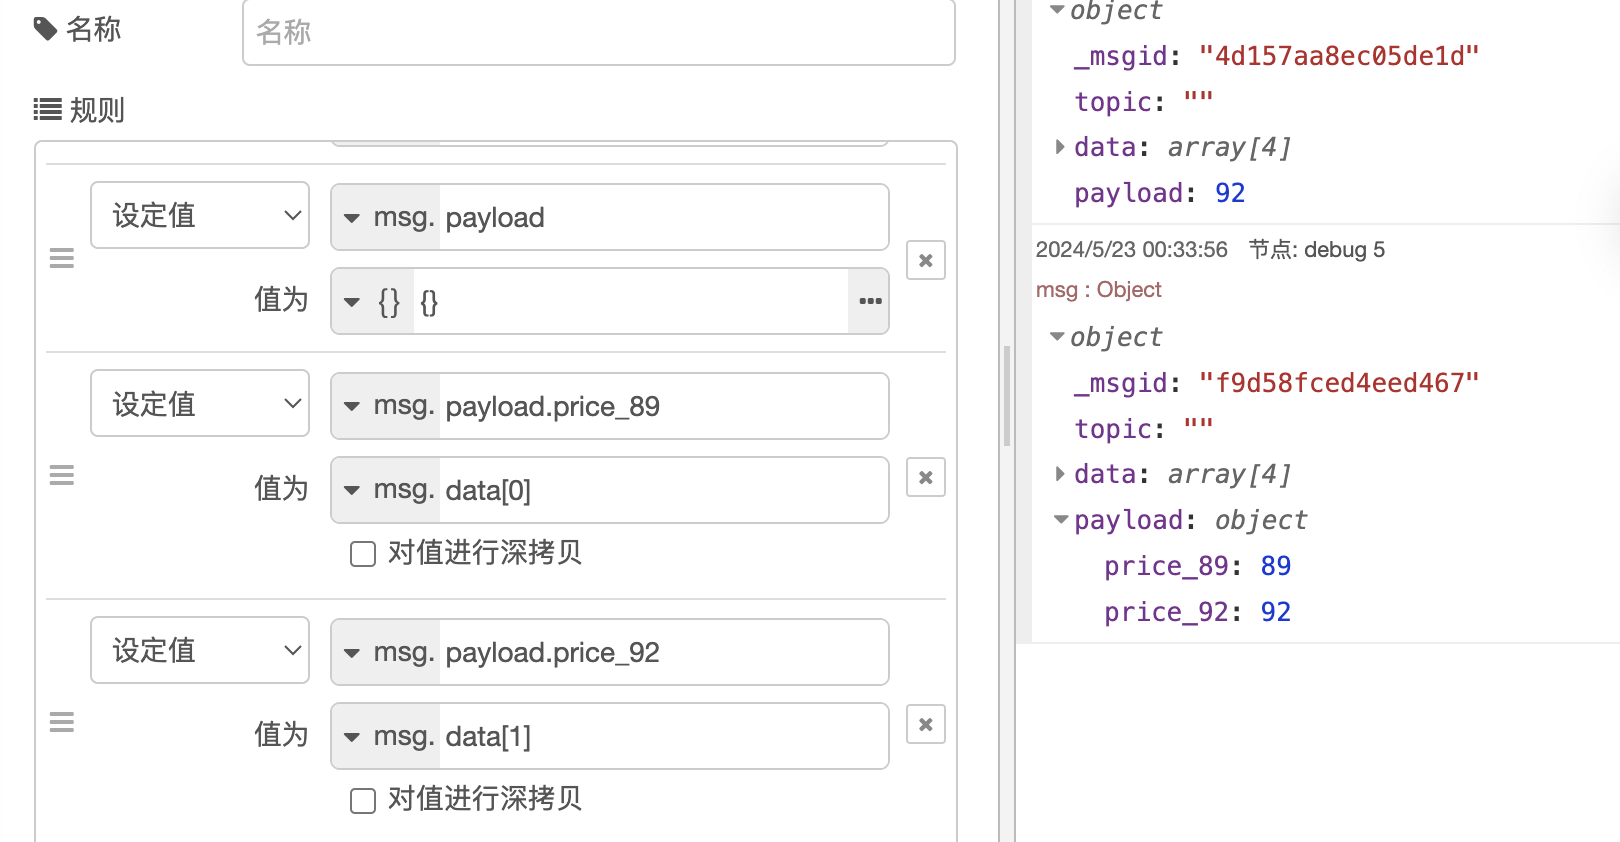 名称
名称
规则
设定值
msg. payload
值为
{} {}
设定值
msg. payload.price_89
值为
msg. data[0]
对值进行深拷贝
设定值
msg. payload.price_92
值为
msg. data[1]
对值进行深拷贝
object
_msgid: "4d157aa8ec05de1d"
topic: ""
data: array[4]
payload: 92
2024/5/23 00:33:56 节点: debug 5
msg : Object
object
_msgid: "f9d58fced4eed467"
topic: ""
data: array[4]
payload: object
price_89: 89
price_92: 92